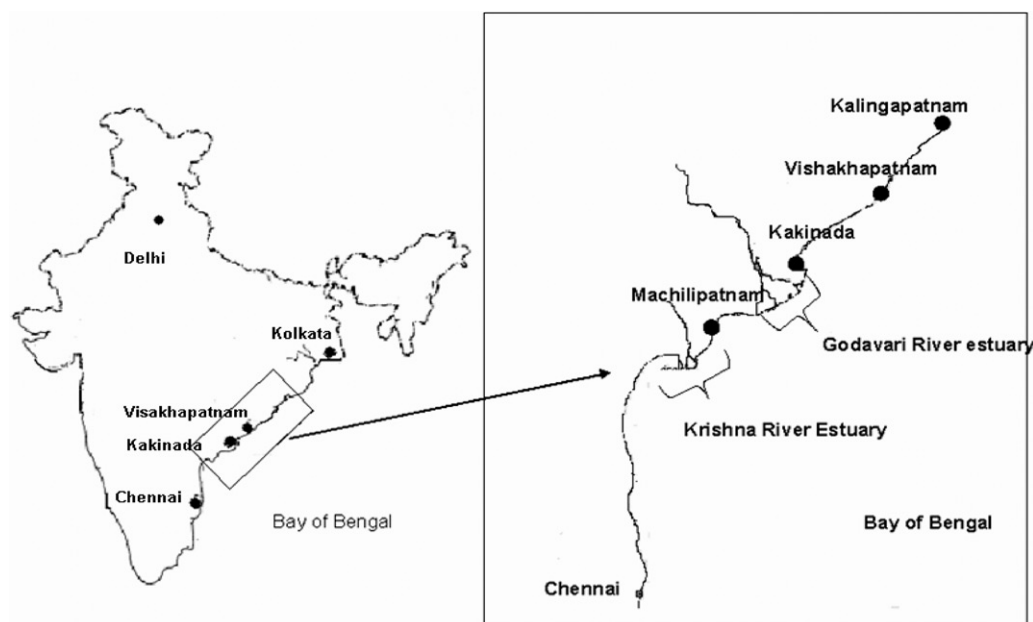 Delhi
Kolkata
Visakhapatnam
Kakinada
Chennai
Bay of Bengal
Kalingapatnam
Vishakhapatnam
Kakinada
Machilipatnam
Godavari River estuary
Krishna River Estuary
Bay of Bengal
Chennai